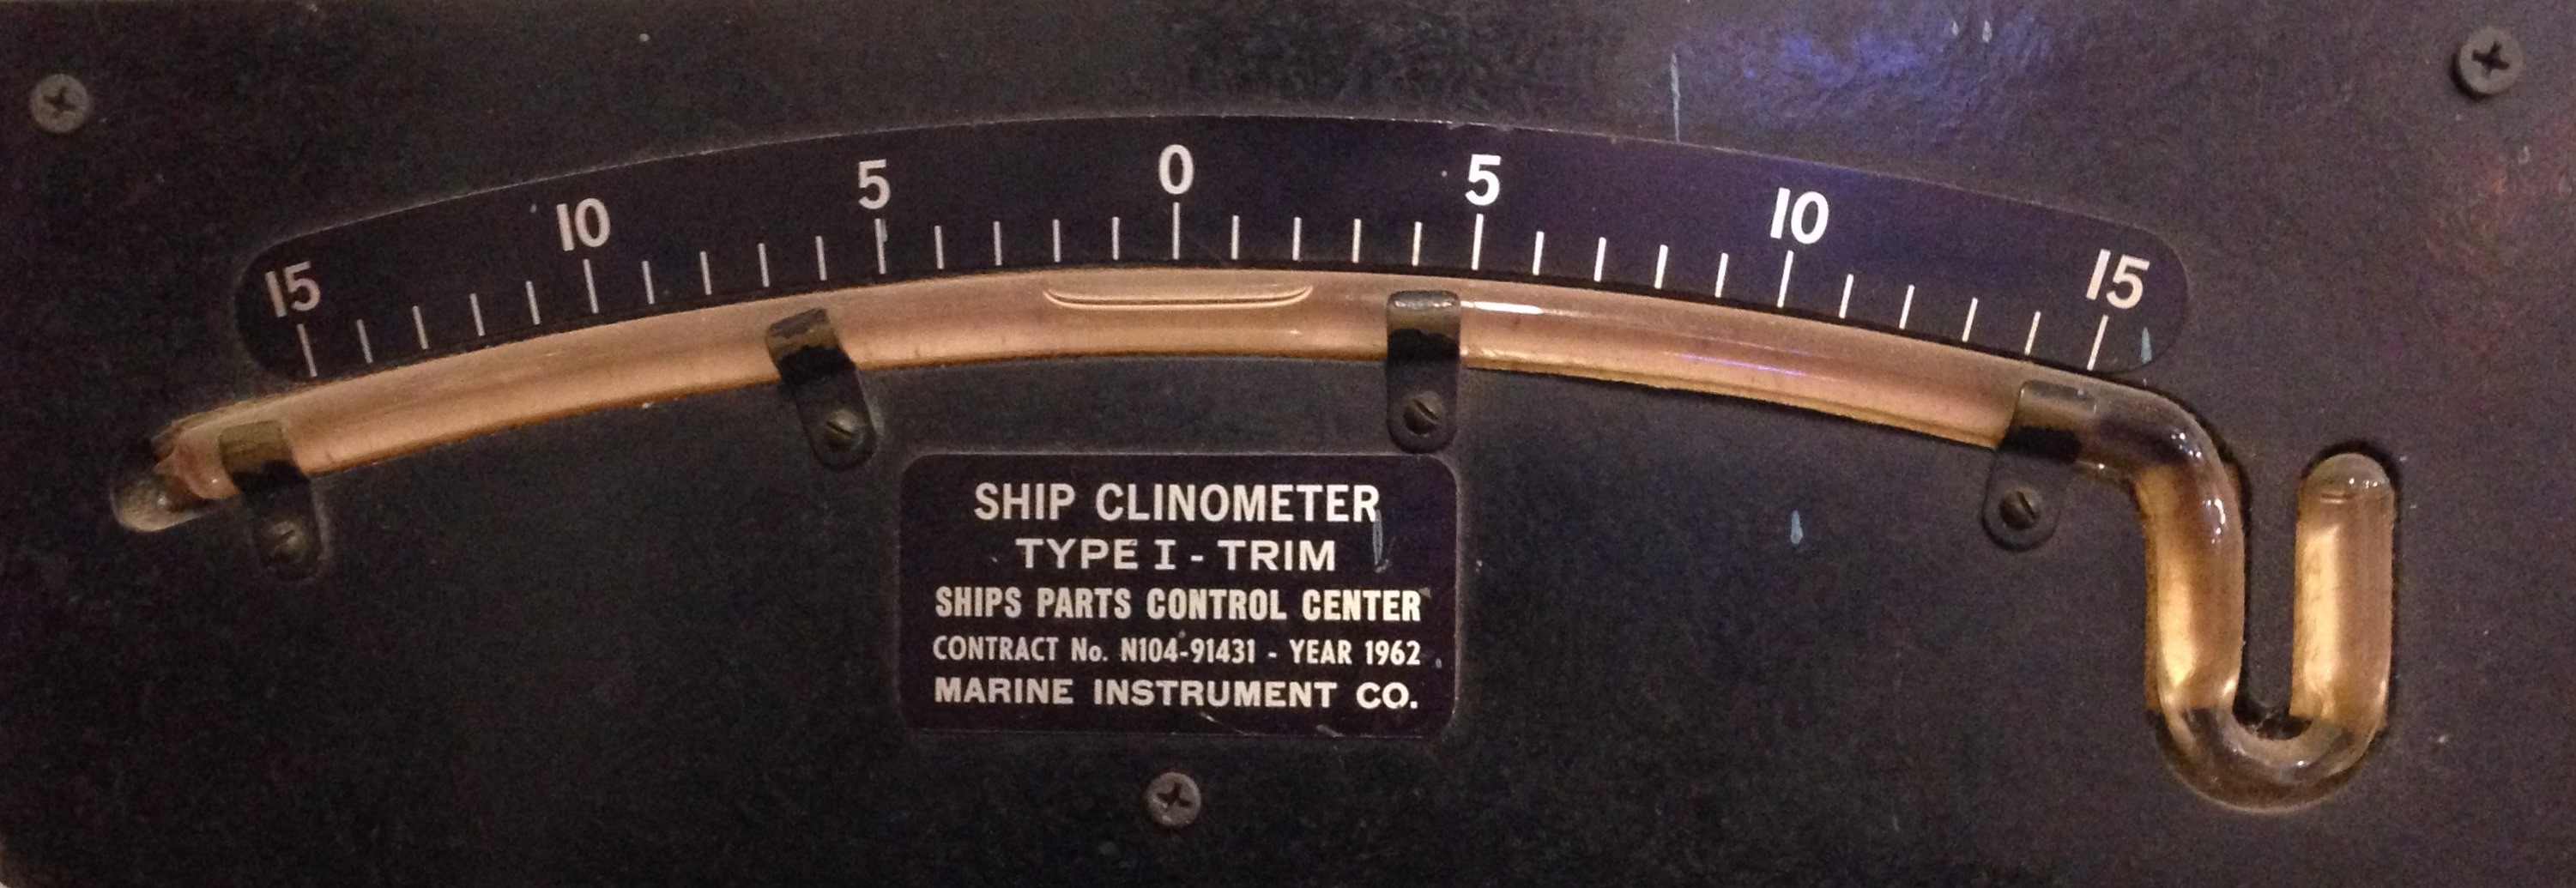 15 10 5 0 5 10 15
SHIP CLINOMETER
TYPE I - TRIM
SHIPS PARTS CONTROL CENTER
CONTRACT No. N104-91431 - YEAR 1962
MARINE INSTRUMENT CO.